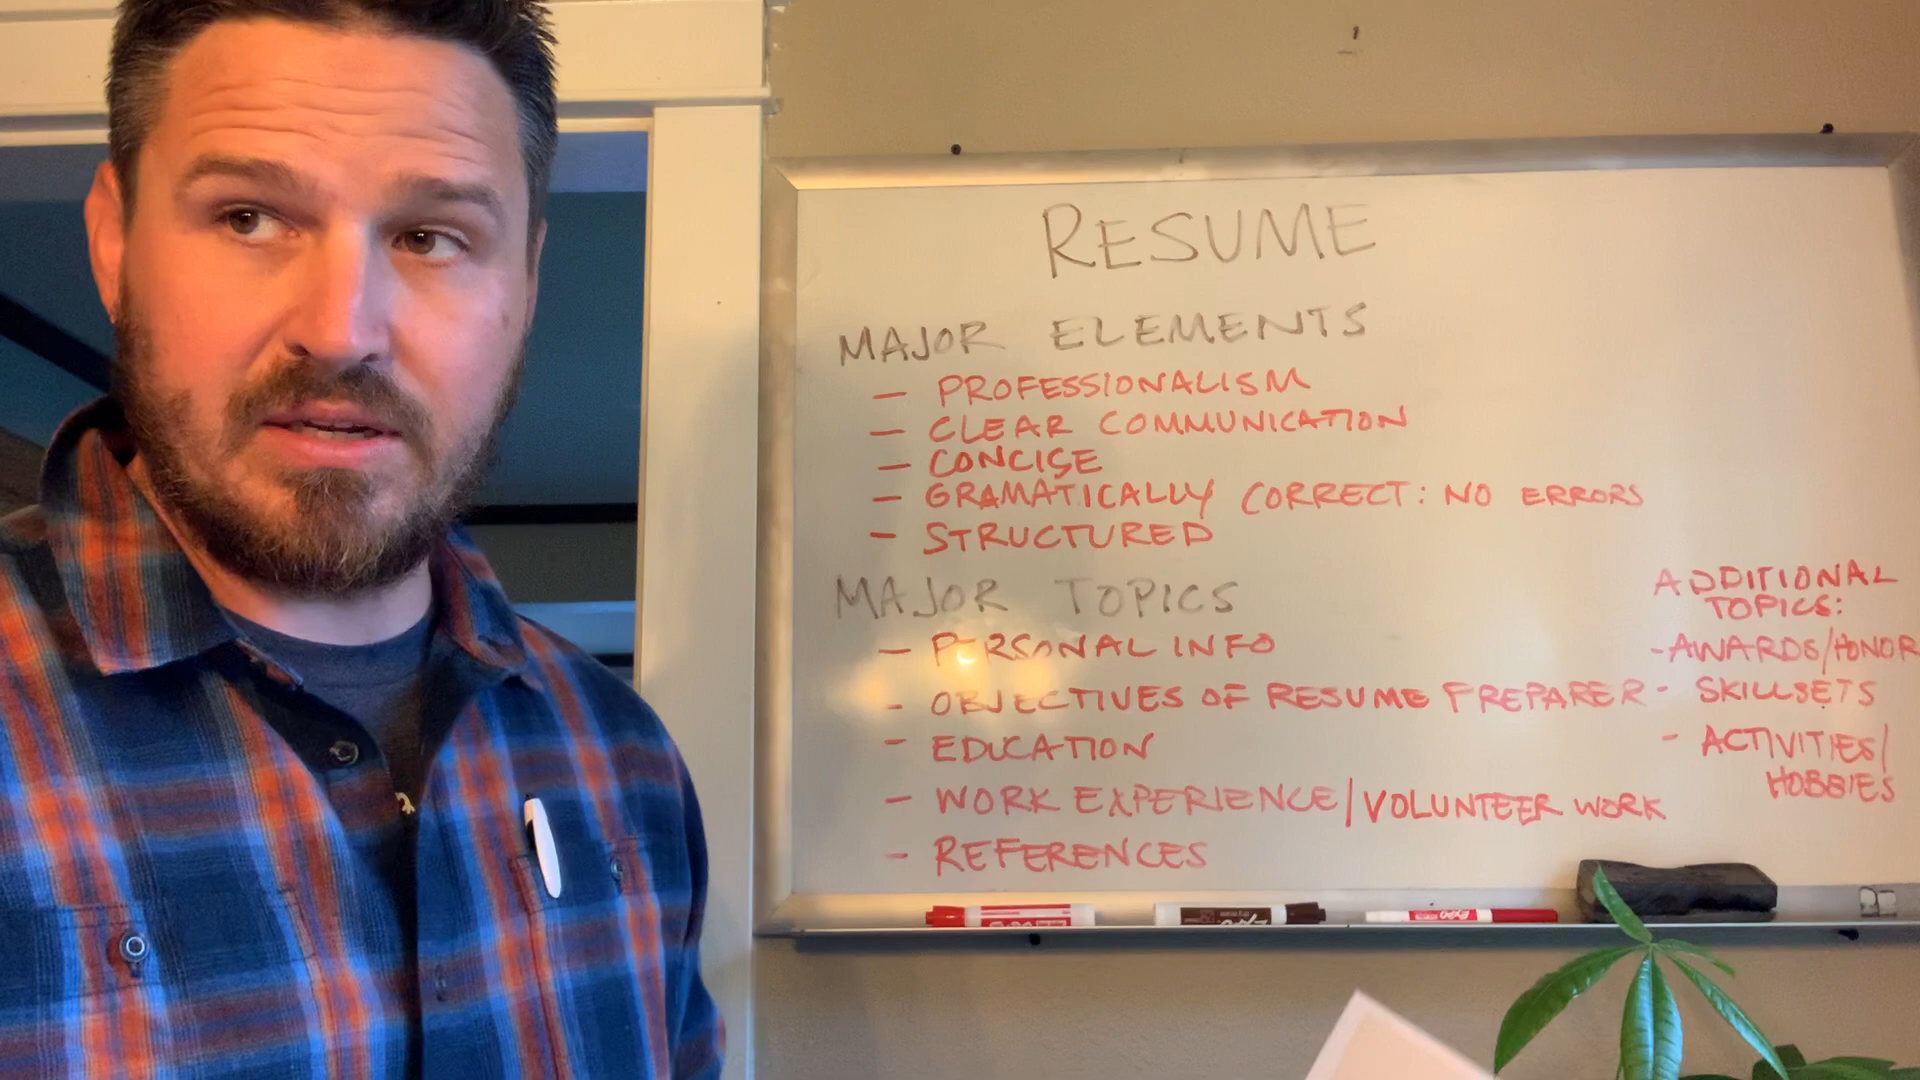 RESUME
MAJOR ELEMENTS
— PROFESSIONALISM
— CLEAR COMMUNICATION
— CONCISE
— GRAMATICALLY CORRECT: NO ERRORS
— STRUCTURED
MAJOR TOPICS
— PERSONAL INFO
- OBJECTIVES OF RESUME PREPARER
- EDUCATION
- WORK EXPERIENCE/VOLUNTEER WORK
- REFERENCES
ADDITIONAL
TOPICS:
- AWARDS/HONOR
- SKILLSETS
- ACTIVITIES/
HOBBIES
EXPO